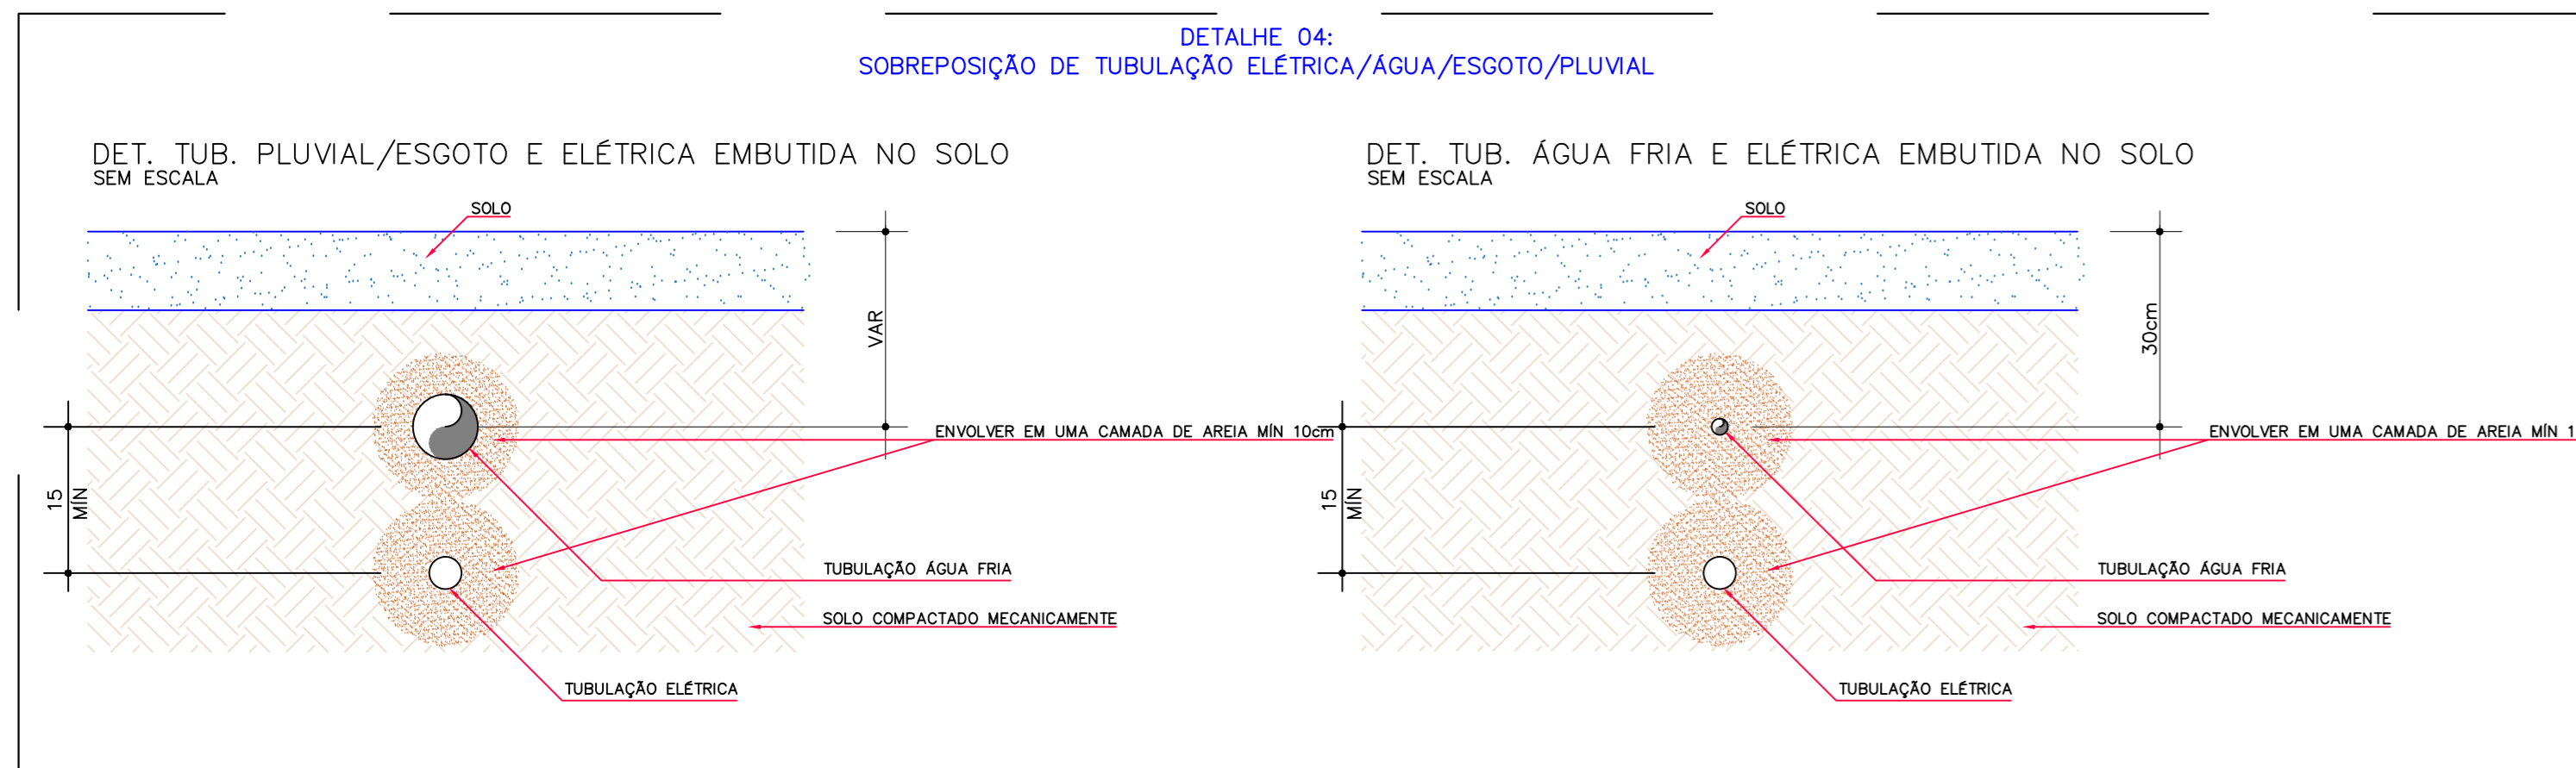 DETALHE 04:
SOBREPOSIÇÃO DE TUBULAÇÃO ELÉTRICA/ÁGUA/ESGOTO/PLUVIAL
DET. TUB. PLUVIAL/ESGOTO E ELÉTRICA EMBUTIDA NO SOLO
SEM ESCALA
SOLO
VAR
ENVOLVER EM UMA CAMADA DE AREIA MÍN 10cm
15
MÍN
TUBULAÇÃO ÁGUA FRIA
SOLO COMPACTADO MECANICAMENTE
TUBULAÇÃO ELÉTRICA
DET. TUB. ÁGUA FRIA E ELÉTRICA EMBUTIDA NO SOLO
SEM ESCALA
SOLO
30cm
ENVOLVER EM UMA CAMADA DE AREIA MÍN 1
15
MÍN
TUBULAÇÃO ÁGUA FRIA
SOLO COMPACTADO MECANICAMENTE
TUBULAÇÃO ELÉTRICA